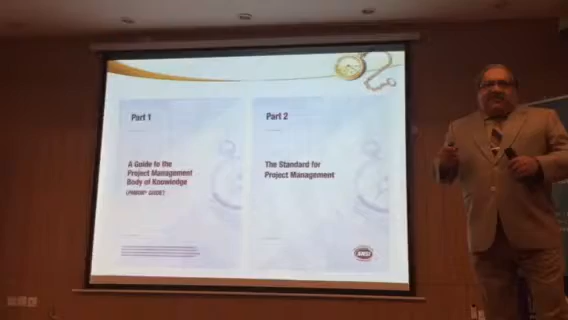 Part 1
A Guide to the
Project Management
Body of Knowledge
(PMBOK® GUIDE)
Part 2
The Standard for
Project Management
ANSI